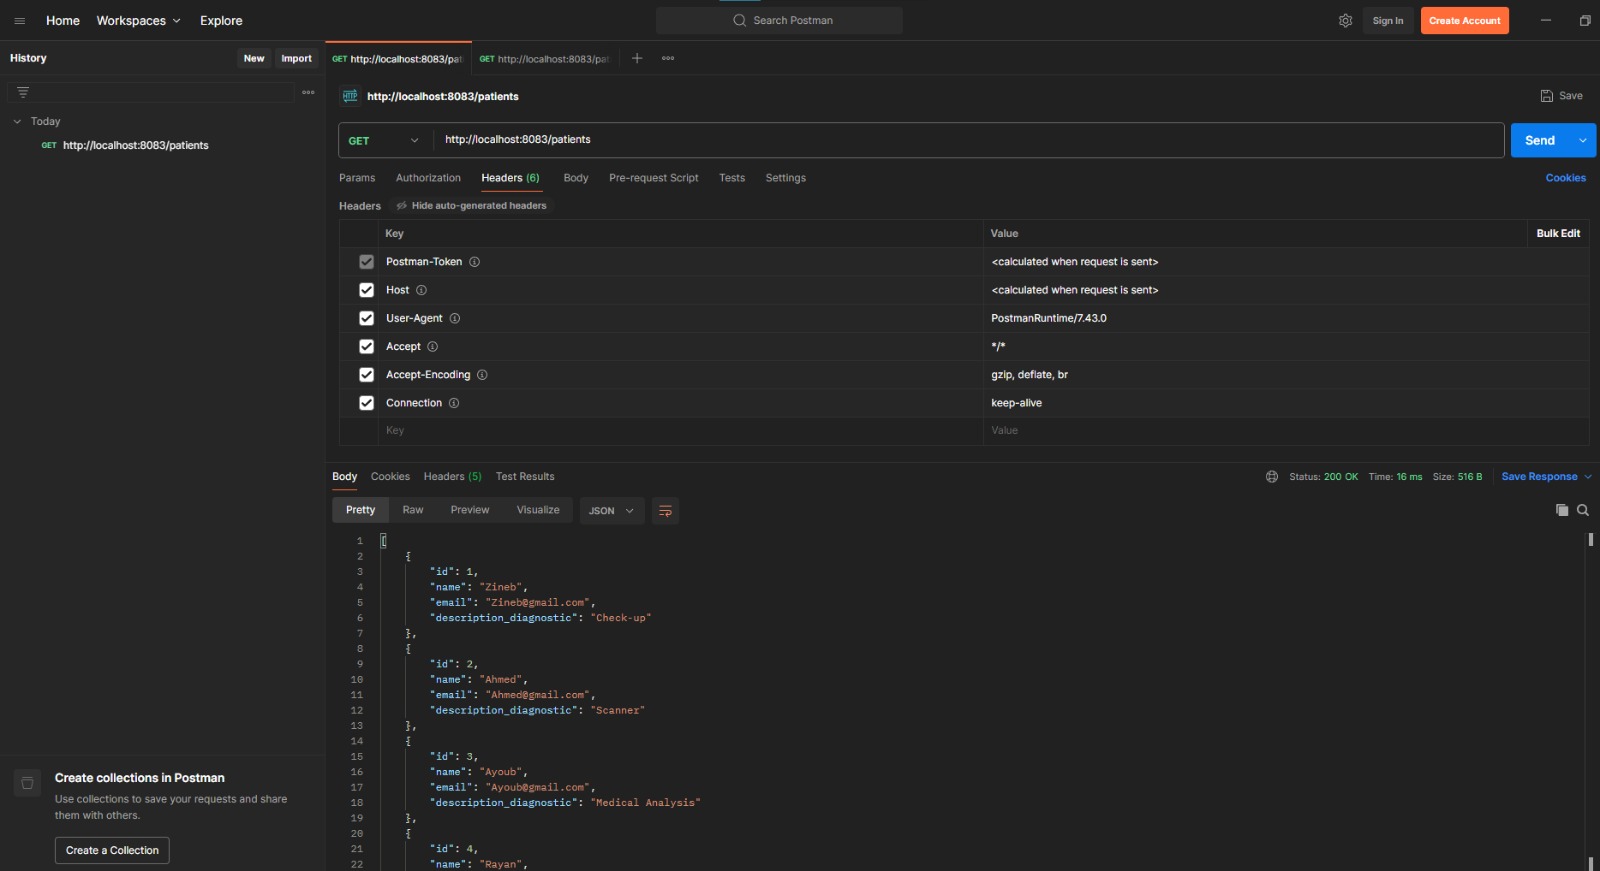 Home Workspaces Explore Search Postman Sign In Create Account
History New Import
GET http://localhost:8083/pat GET http://localhost:8083/pat
HTTP http://localhost:8083/patients Save
Today
GET http://localhost:8083/patients
GET http://localhost:8083/patients Send
Params Authorization Headers (6) Body Pre-request Script Tests Settings Cookies
Headers Hide auto-generated headers
Key Value Bulk Edit
Postman-Token <calculated when request is sent>
Host <calculated when request is sent>
User-Agent PostmanRuntime/7.43.0
Accept */*
Accept-Encoding gzip, deflate, br
Connection keep-alive
Key Value
Body Cookies Headers (5) Test Results Status: 200 OK Time: 16 ms Size: 516 B Save Response
Pretty Raw Preview Visualize JSON
1 [
2 {
3 "id": 1,
4 "name": "Zineb",
5 "email": "Zineb@gmail.com",
6 "description_diagnostic": "Check-up"
7 },
8 {
9 "id": 2,
10 "name": "Ahmed",
11 "email": "Ahmed@gmail.com",
12 "description_diagnostic": "Scanner"
13 },
14 {
15 "id": 3,
16 "name": "Ayoub",
17 "email": "Ayoub@gmail.com",
18 "description_diagnostic": "Medical Analysis"
19 },
20 {
21 "id": 4,
22 "name": "Rayan",
Create collections in Postman
Use collections to save your requests and share
them with others.
Create a Collection